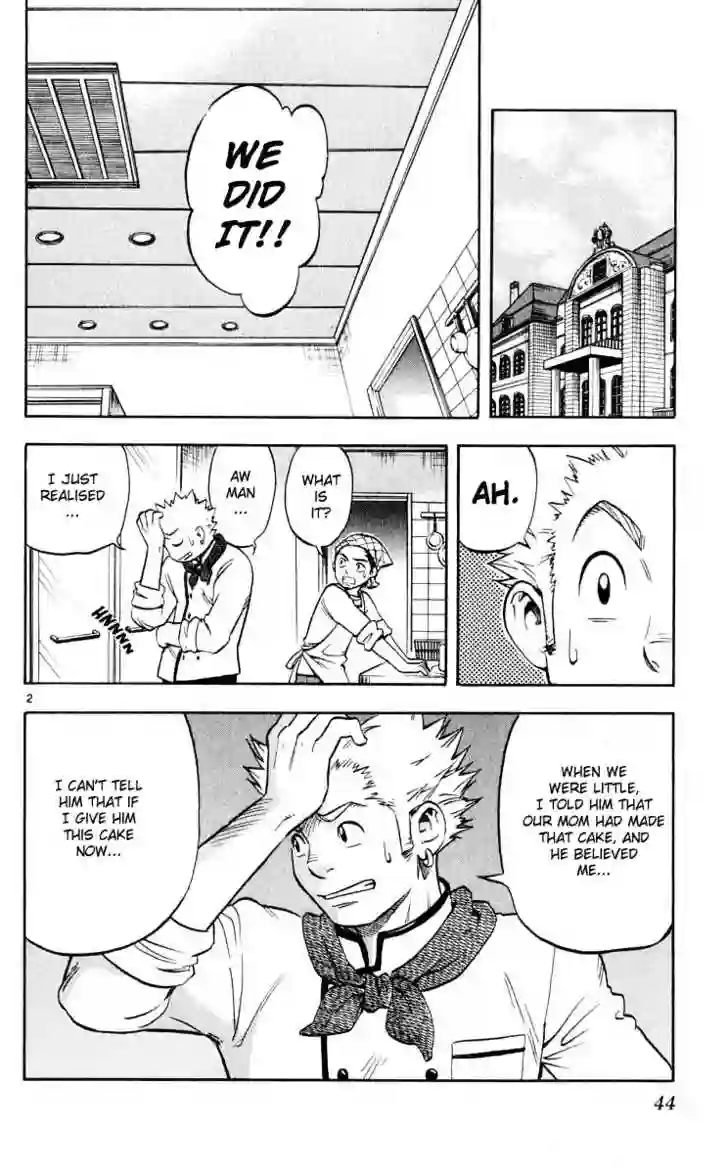 WE
DID
IT!!
AH.
WHAT
IS
IT?
AW
MAN
...
I JUST
REALISED
...
HNNNN
2
WHEN WE
WERE LITTLE,
I TOLD HIM THAT
OUR MOM HAD MADE
THAT CAKE, AND
HE BELIEVED
ME...
I CAN'T TELL
HIM THAT IF
I GIVE HIM
THIS CAKE
NOW...
44